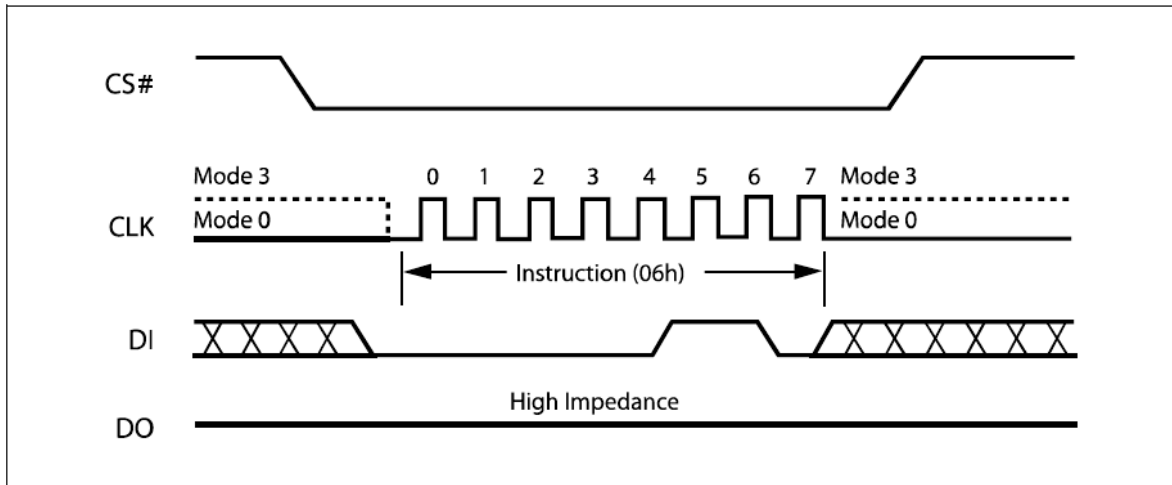 CS#
Mode 3 0 1 2 3 4 5 6 7 Mode 3
CLK Mode 0 Mode 0
Instruction (06h)
DI
High Impedance
DO